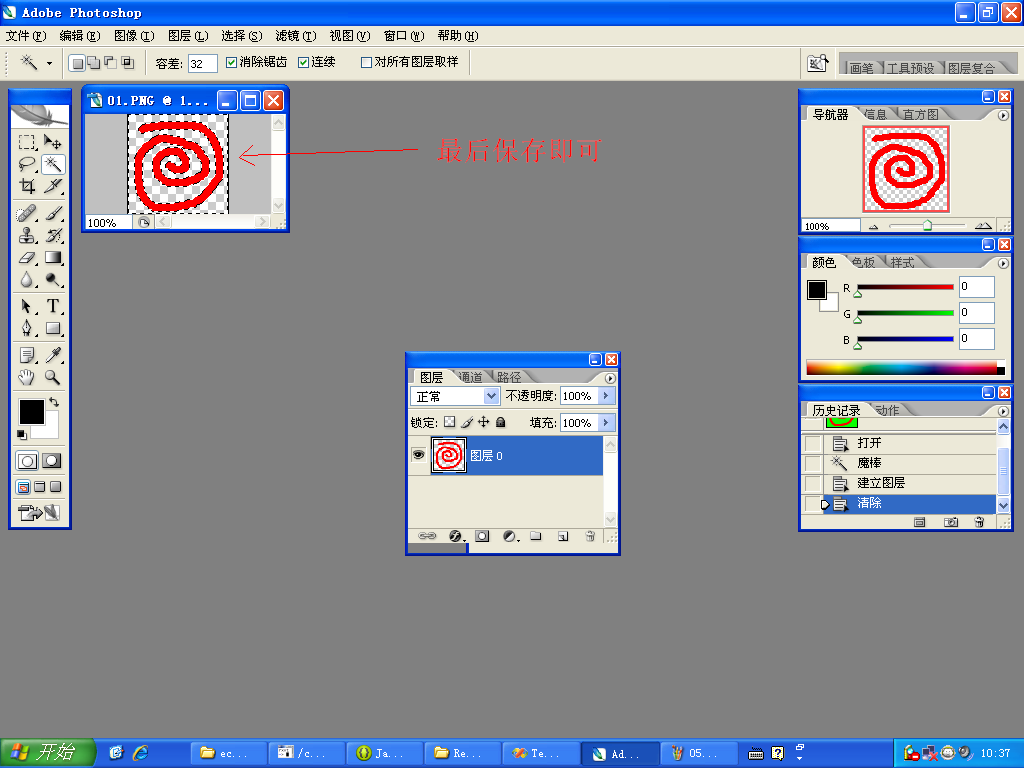 Adobe Photoshop
文件(F) 编辑(E) 图像(I) 图层(L) 选择(S) 滤镜(T) 视图(V) 窗口(W) 帮助(H)
容差: 32 消除锯齿 连续 对所有图层取样
画笔 工具预设 图层复合
01.PNG @ 1...
最后保存即可
100%
导航器 信息 直方图
100%
颜色 色板 样式
R 0
G 0
B 0
图层 通道 路径
正常 不透明度: 100%
锁定: 填充: 100%
图层 0
历史记录 动作
打开
魔棒
建立图层
清除
开始 ec... /c... Ja... Re... Te... Ad... 05... 10:37